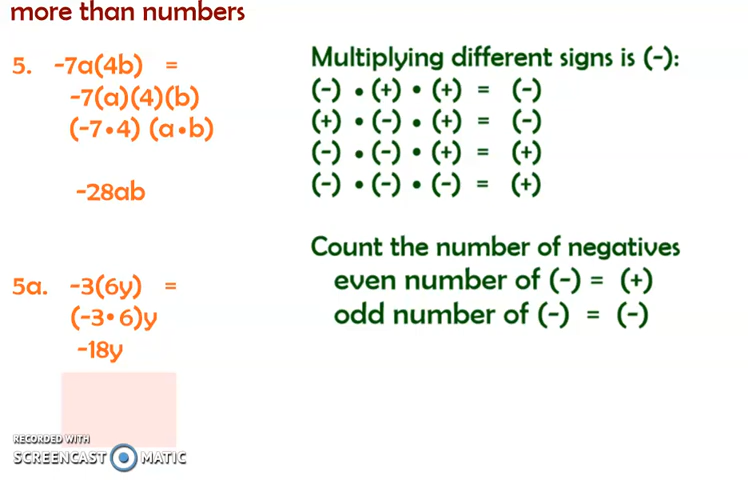 more than numbers
5. -7a(4b) =
-7(a)(4)(b)
(-7•4) (a•b)
-28ab
5a. -3(6y) =
(-3•6)y
-18y
Multiplying different signs is (-):
(-) • (+) • (+) = (-)
(+) • (-) • (+) = (-)
(-) • (-) • (+) = (+)
(-) • (-) • (-) = (+)
Count the number of negatives
even number of (-) = (+)
odd number of (-) = (-)
RECORDED WITH
SCREENCAST MATIC